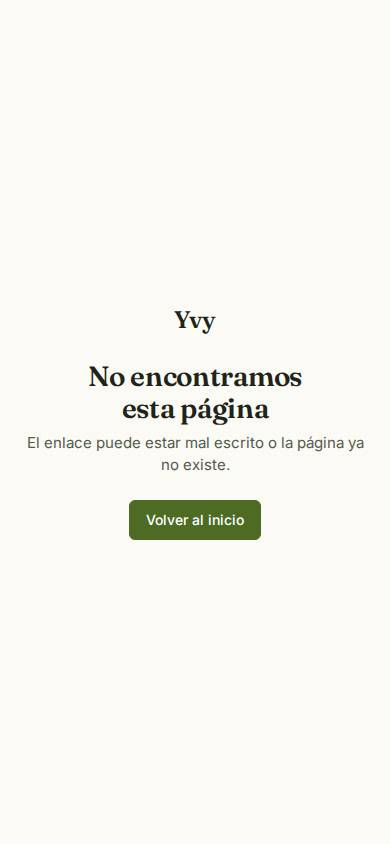 Yvy
No encontramos
esta página
El enlace puede estar mal escrito o la página ya
no existe.
Volver al inicio